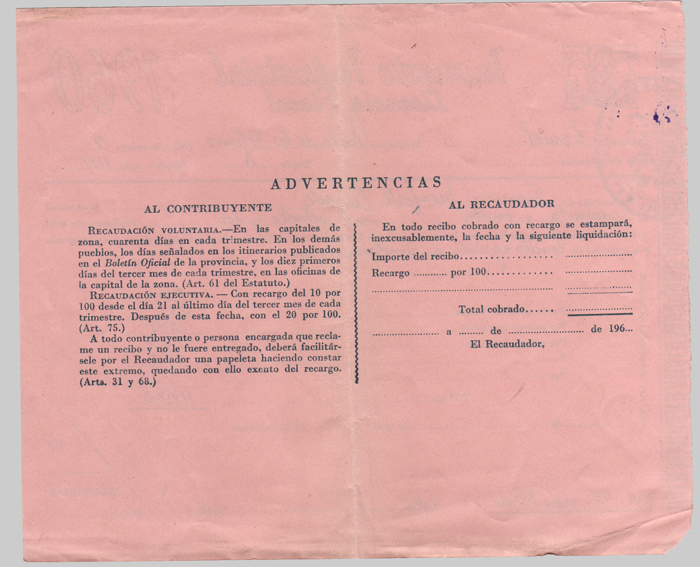 ADVERTENCIAS
AL CONTRIBUYENTE
RECAUDACIÓN VOLUNTARIA.—En las capitales de
zona, cuarenta días en cada trimestre. En los demás
pueblos, los días señalados en los itinerarios publicados
en el Boletín Oficial de la provincia, y los diez primeros
días del tercer mes de cada trimestre, en las oficinas de
la capital de la zona. (Art. 61 del Estatuto.)
RECAUDACIÓN EJECUTIVA. — Con recargo del 10 por
100 desde el día 21 al último día del tercer mes de cada
trimestre. Después de esta fecha, con el 20 por 100.
(Art. 75.)
A todo contribuyente o persona encargada que recla-
me un recibo y no le fuere entregado, deberá facilitár-
sele por el Recaudador una papeleta haciendo constar
este extremo, quedando con ello exento del recargo.
(Arts. 31 y 68.)
AL RECAUDADOR
En todo recibo cobrado con recargo se estampará,
inexcusablemente, la fecha y la siguiente liquidación:
Importe del recibo..................... .....................
Recargo ........... por 100............ .....................
Total cobrado...... .....................
..................... a ....... de ......................... de 196...
El Recaudador,